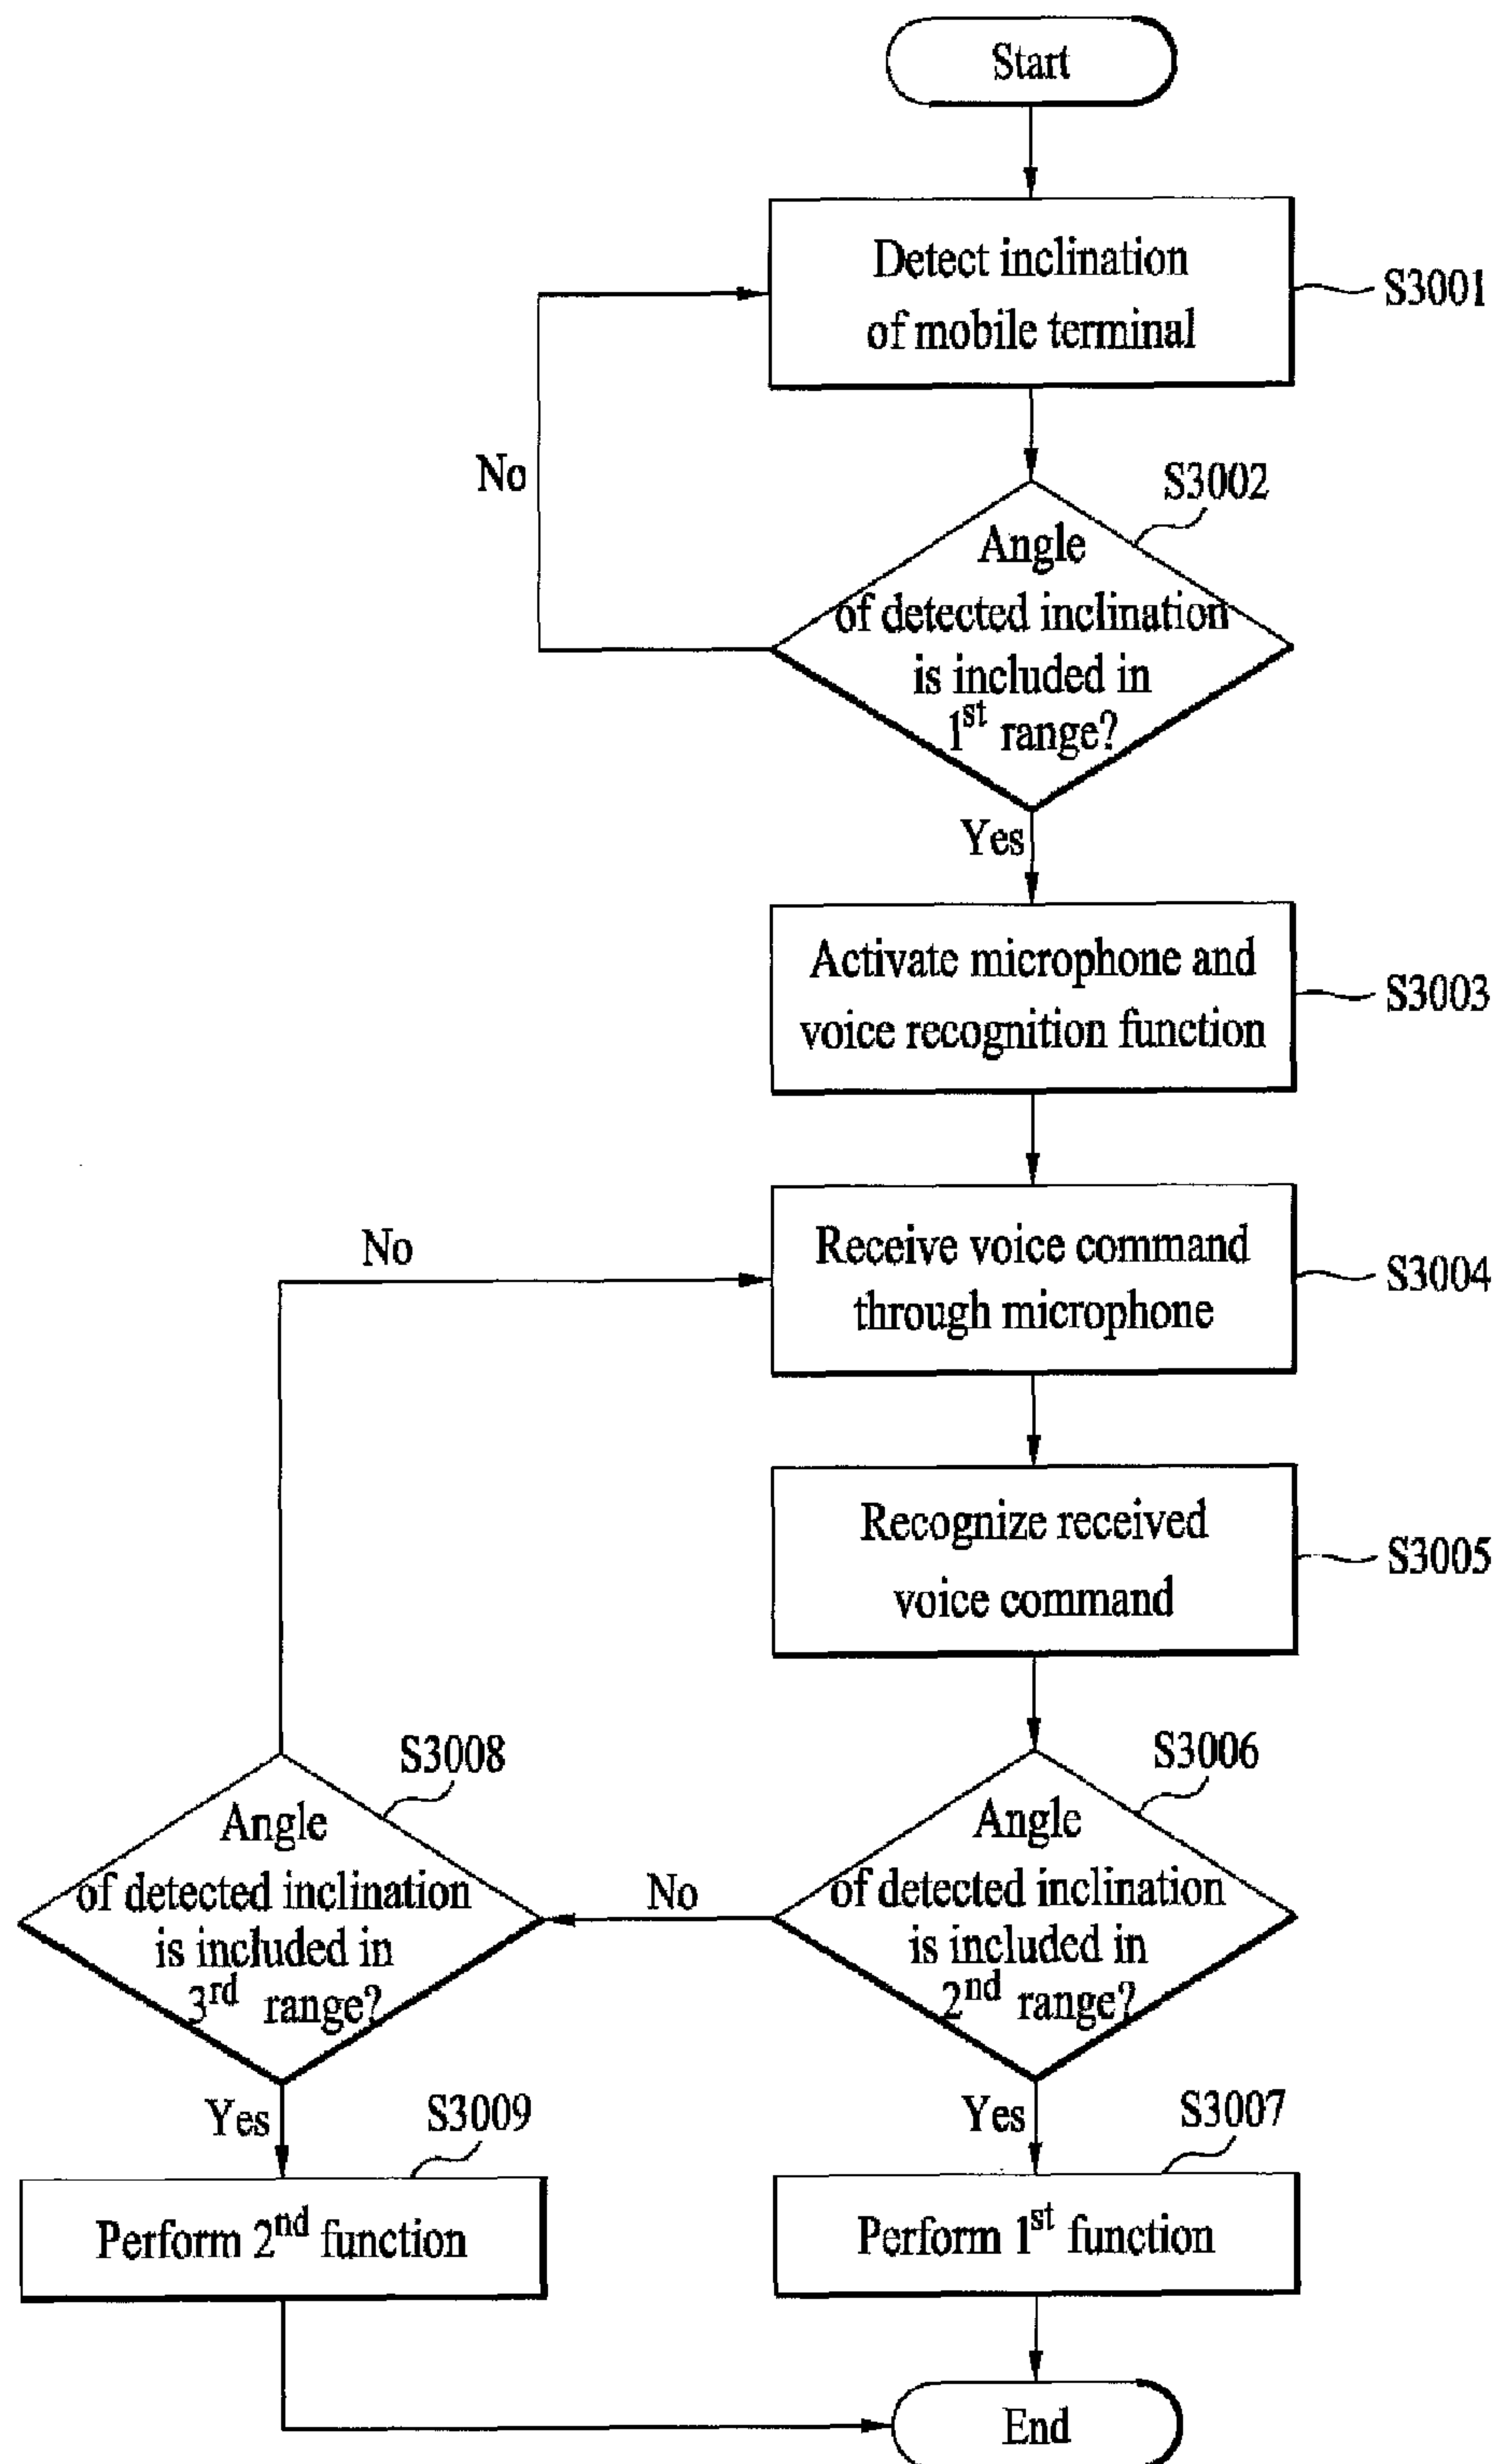 Start
Detect inclination
of mobile terminal
S3001
No
S3002
Angle
of detected inclination
is included in
1st range?
Yes
Activate microphone and
voice recognition function
S3003
No
Receive voice command
through microphone
S3004
Recognize received
voice command
S3005
S3008
S3006
Angle
of detected inclination
is included in
3rd range?
No
Angle
of detected inclination
is included in
2nd range?
Yes
S3009
Yes
S3007
Perform 2nd function
Perform 1st function
End